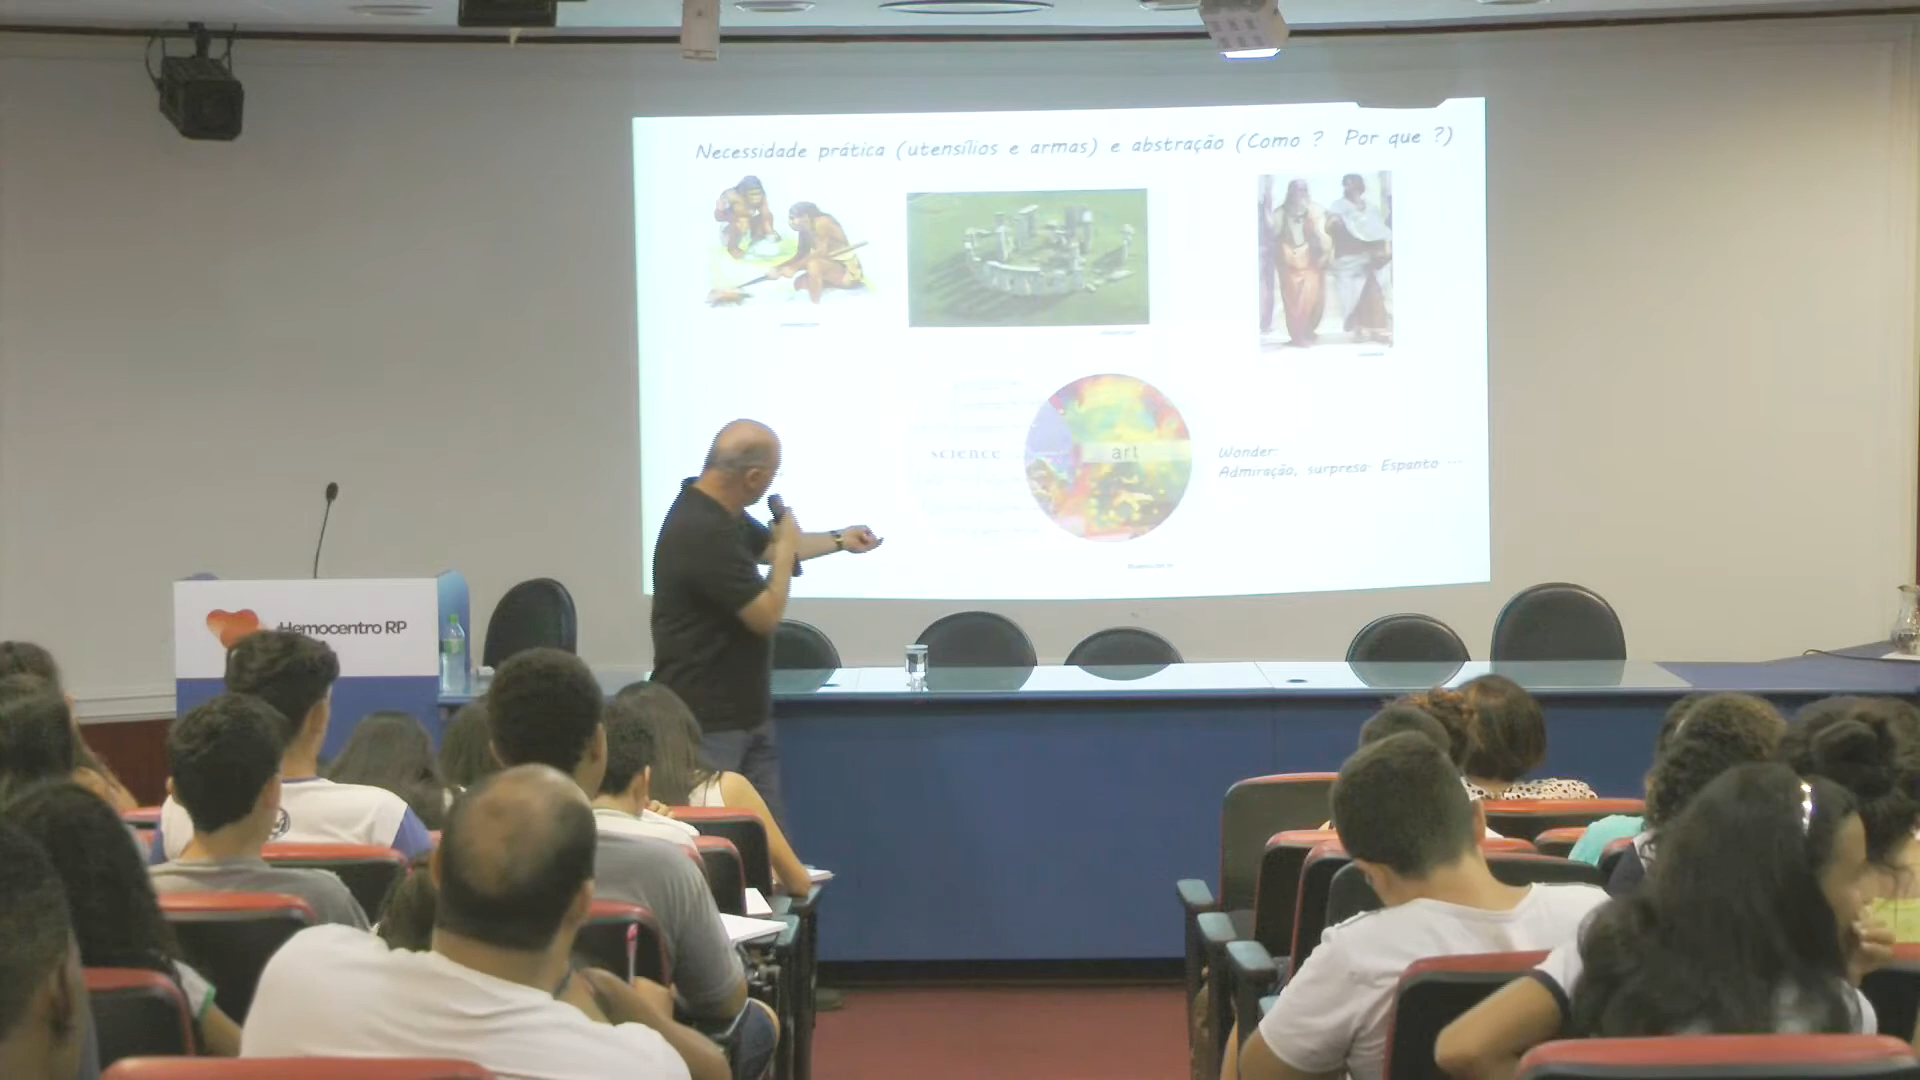 Necessidade prática (utensílios e armas) e abstração (Como ? Por que ?)
science
art
Wonder:
Admiração, surpresa. Espanto ...
Hemocentro RP